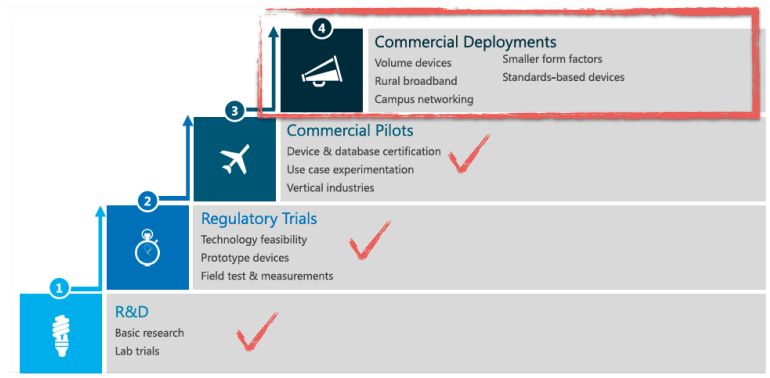 4
Commercial Deployments
Volume devices
Rural broadband
Campus networking
Smaller form factors
Standards-based devices
3
Commercial Pilots
Device & database certification
Use case experimentation
Vertical industries
2
Regulatory Trials
Technology feasibility
Prototype devices
Field test & measurements
1
R&D
Basic research
Lab trials